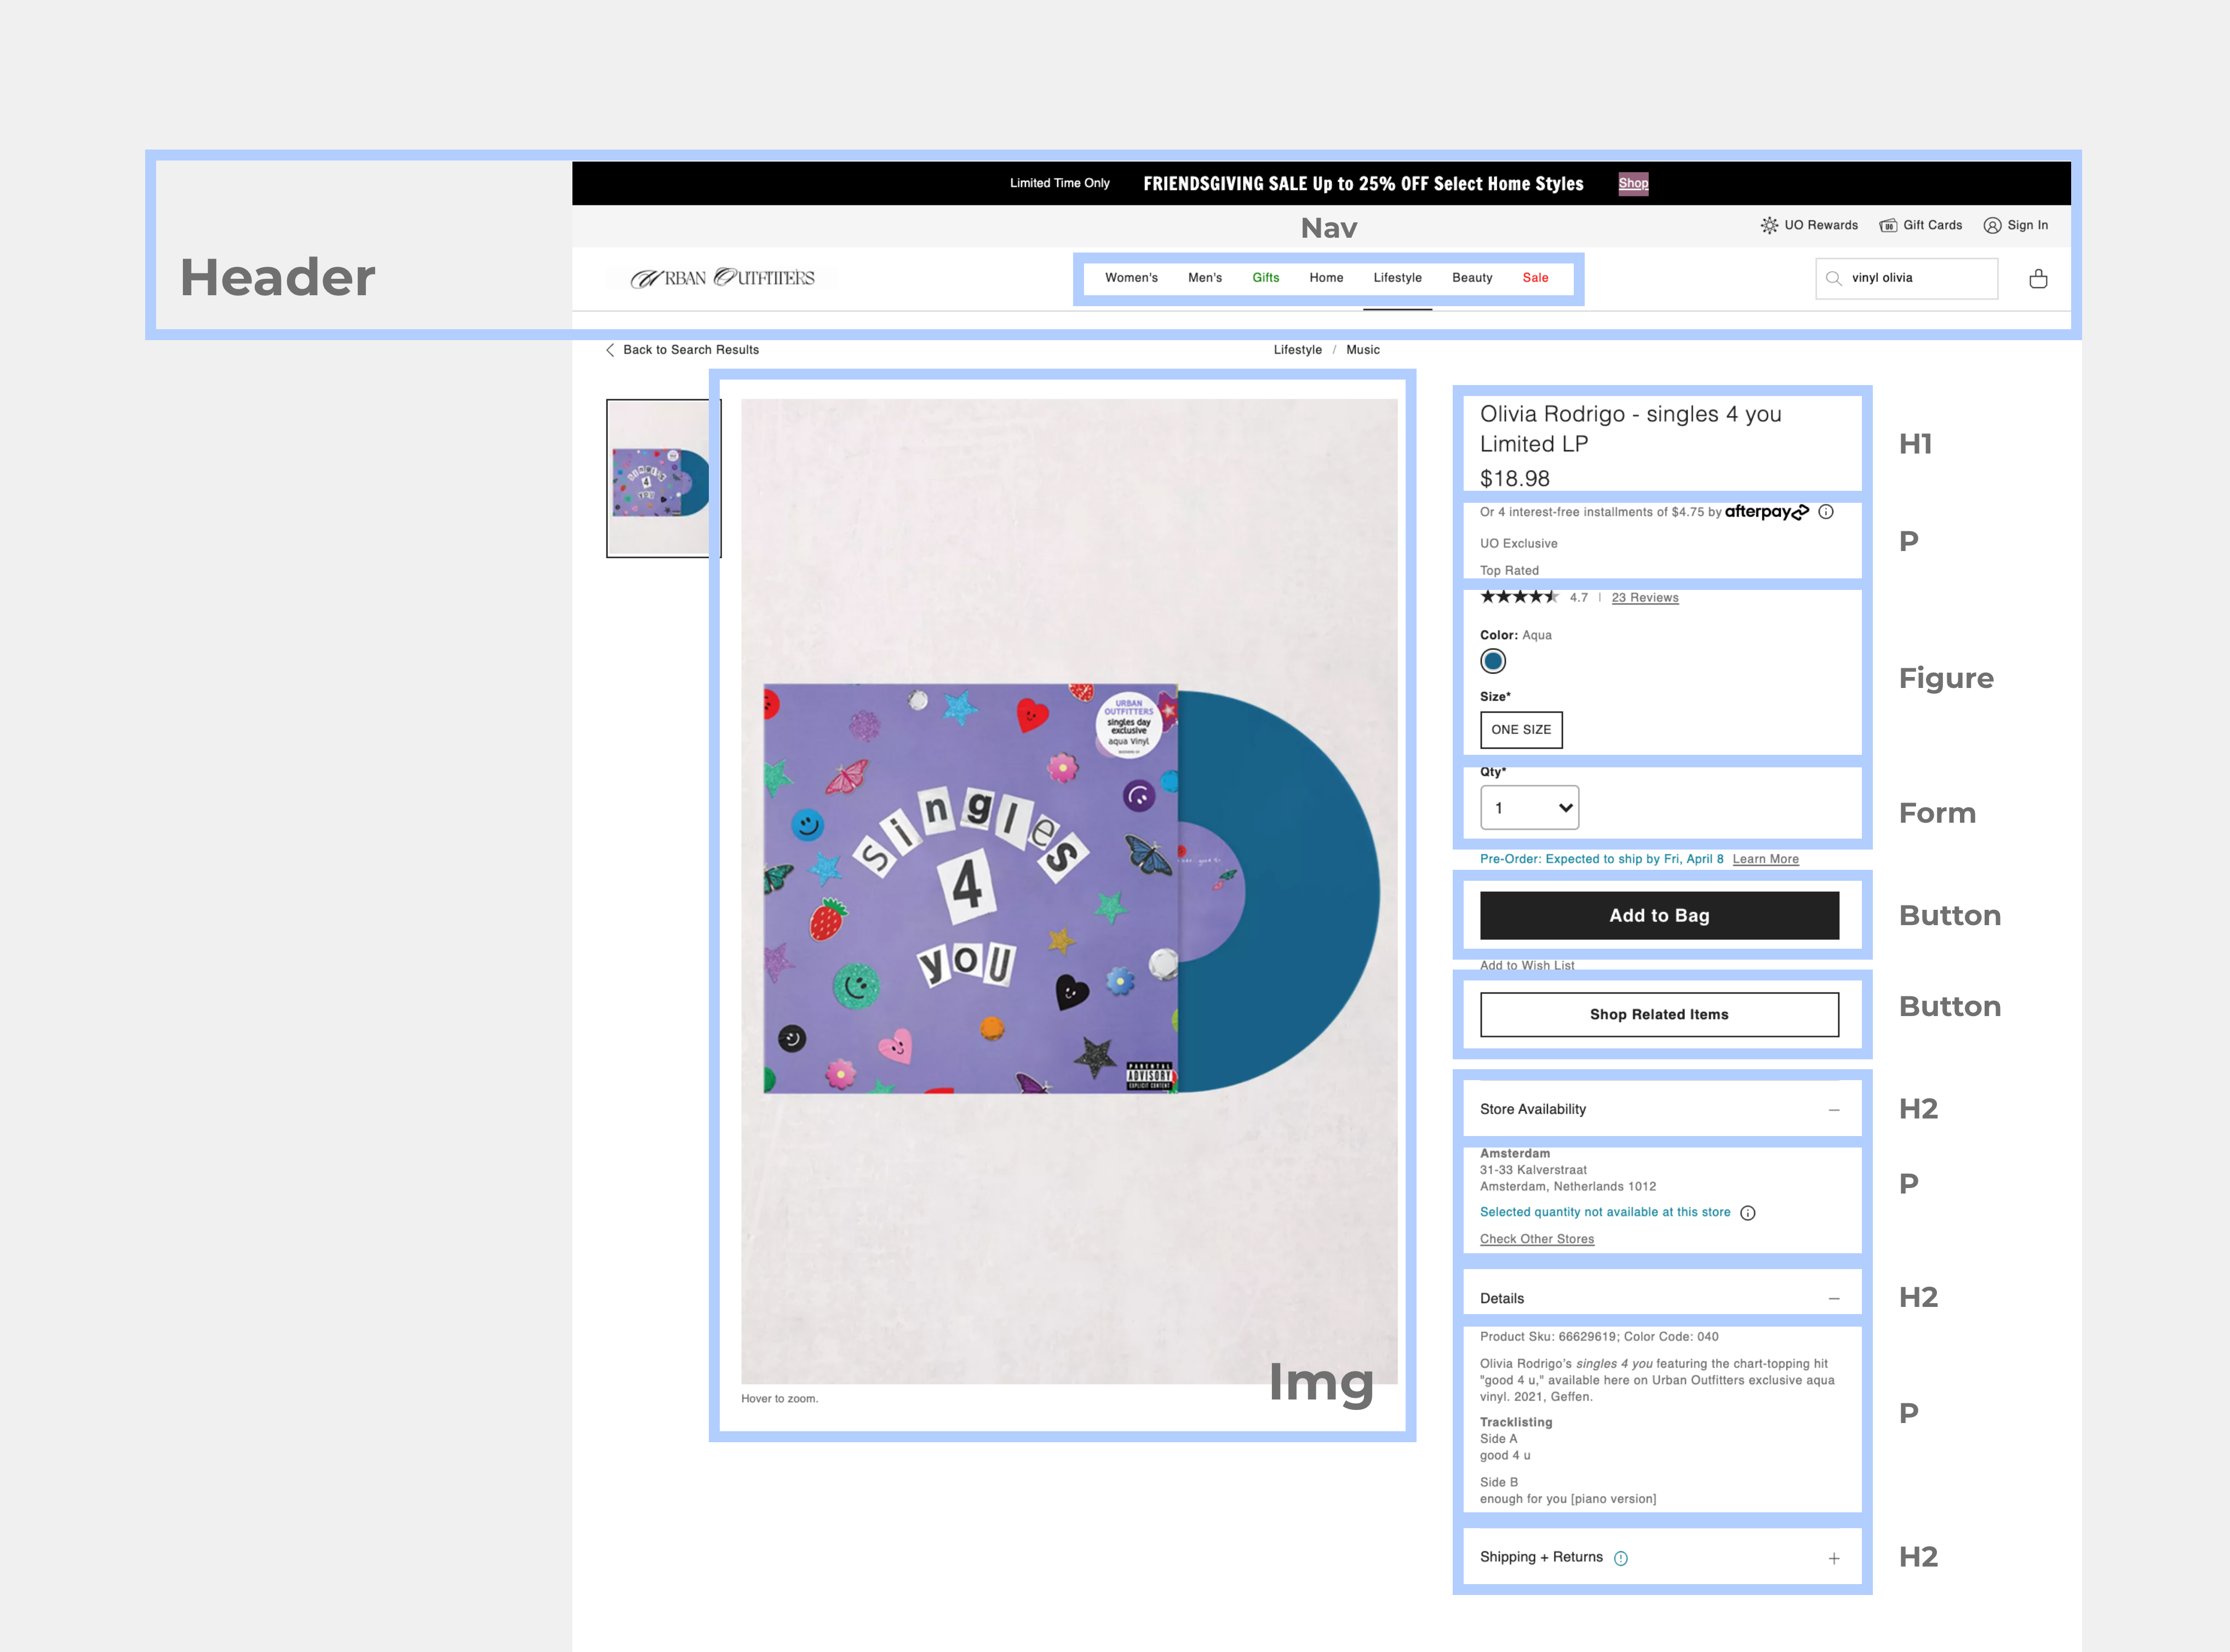 Limited Time Only FRIENDSGIVING SALE Up to 25% OFF Select Home Styles Shop
Nav
UO Rewards Gift Cards Sign In
Header
URBAN OUTFITTERS
Women's Men's Gifts Home Lifestyle Beauty Sale
vinyl olivia
Back to Search Results
Lifestyle / Music
singles
4
you
URBAN
OUTFITTERS
singles day
exclusive
aqua Vinyl
singles
4
you
PARENTAL
ADVISORY
EXPLICIT CONTENT
Hover to zoom.
Img
Olivia Rodrigo - singles 4 you
Limited LP
$18.98
H1
Or 4 interest-free installments of $4.75 by afterpay
UO Exclusive
Top Rated
P
4.7 | 23 Reviews
Color: Aqua
Size*
ONE SIZE
Figure
Qty*
1
Form
Pre-Order: Expected to ship by Fri, April 8 Learn More
Add to Bag
Button
Add to Wish List
Shop Related Items
Button
Store Availability
H2
Amsterdam
31-33 Kalverstraat
Amsterdam, Netherlands 1012
Selected quantity not available at this store
Check Other Stores
P
Details
H2
Product Sku: 66629619; Color Code: 040
Olivia Rodrigo's singles 4 you featuring the chart-topping hit
"good 4 u," available here on Urban Outfitters exclusive aqua
vinyl. 2021, Geffen.
Tracklisting
Side A
good 4 u
Side B
enough for you [piano version]
P
Shipping + Returns
H2